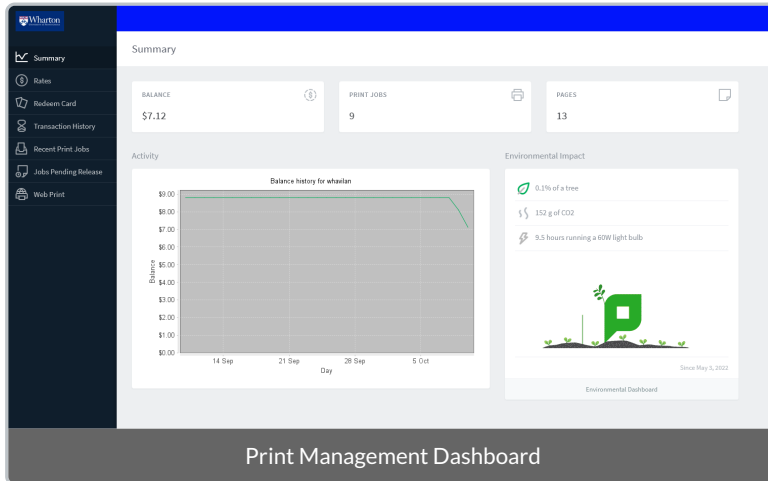 Wharton
Summary
Rates
Redeem Card
Transaction History
Recent Print Jobs
Jobs Pending Release
Web Print
Summary
BALANCE
$7.12
PRINT JOBS
9
PAGES
13
Activity
Balance history for whavilan
$9.00
$8.00
$7.00
$6.00
$5.00
$4.00
$3.00
$2.00
$1.00
$0.00
Balance
14 Sep 21 Sep 28 Sep 5 Oct
Day
Environmental Impact
0.1% of a tree
152 g of CO2
9.5 hours running a 60W light bulb
Since May 3, 2022
Environmental Dashboard
Print Management Dashboard